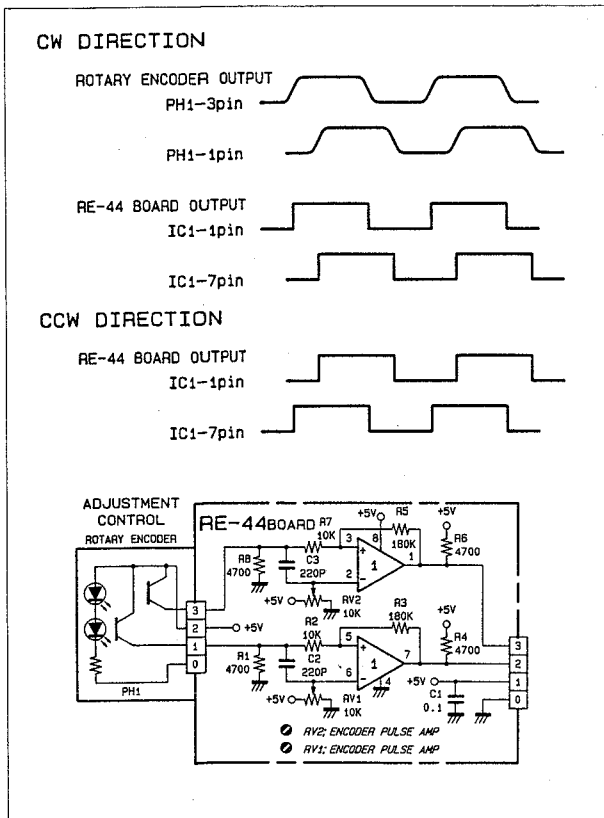 CW DIRECTION
ROTARY ENCODER OUTPUT
PH1-3pin
PH1-1pin
RE-44 BOARD OUTPUT
IC1-1pin
IC1-7pin
CCW DIRECTION
RE-44 BOARD OUTPUT
IC1-1pin
IC1-7pin
ADJUSTMENT
CONTROL
ROTARY ENCODER
RE-44 BOARD
R7
10K
+5V
R5
180K
+5V
R6
4700
R8
4700
C3
220P
3
8
+
1
1
2
-
3
+5V
RV2
10K
2
+5V
R2
10K
R3
180K
+5V
R4
4700
1
5
+
1
7
3
0
R1
4700
C2
220P
6
-
4
2
+5V
1
PH1
+5V
RV1
10K
C1
0.1
0
RV2; ENCODER PULSE AMP
RV1; ENCODER PULSE AMP